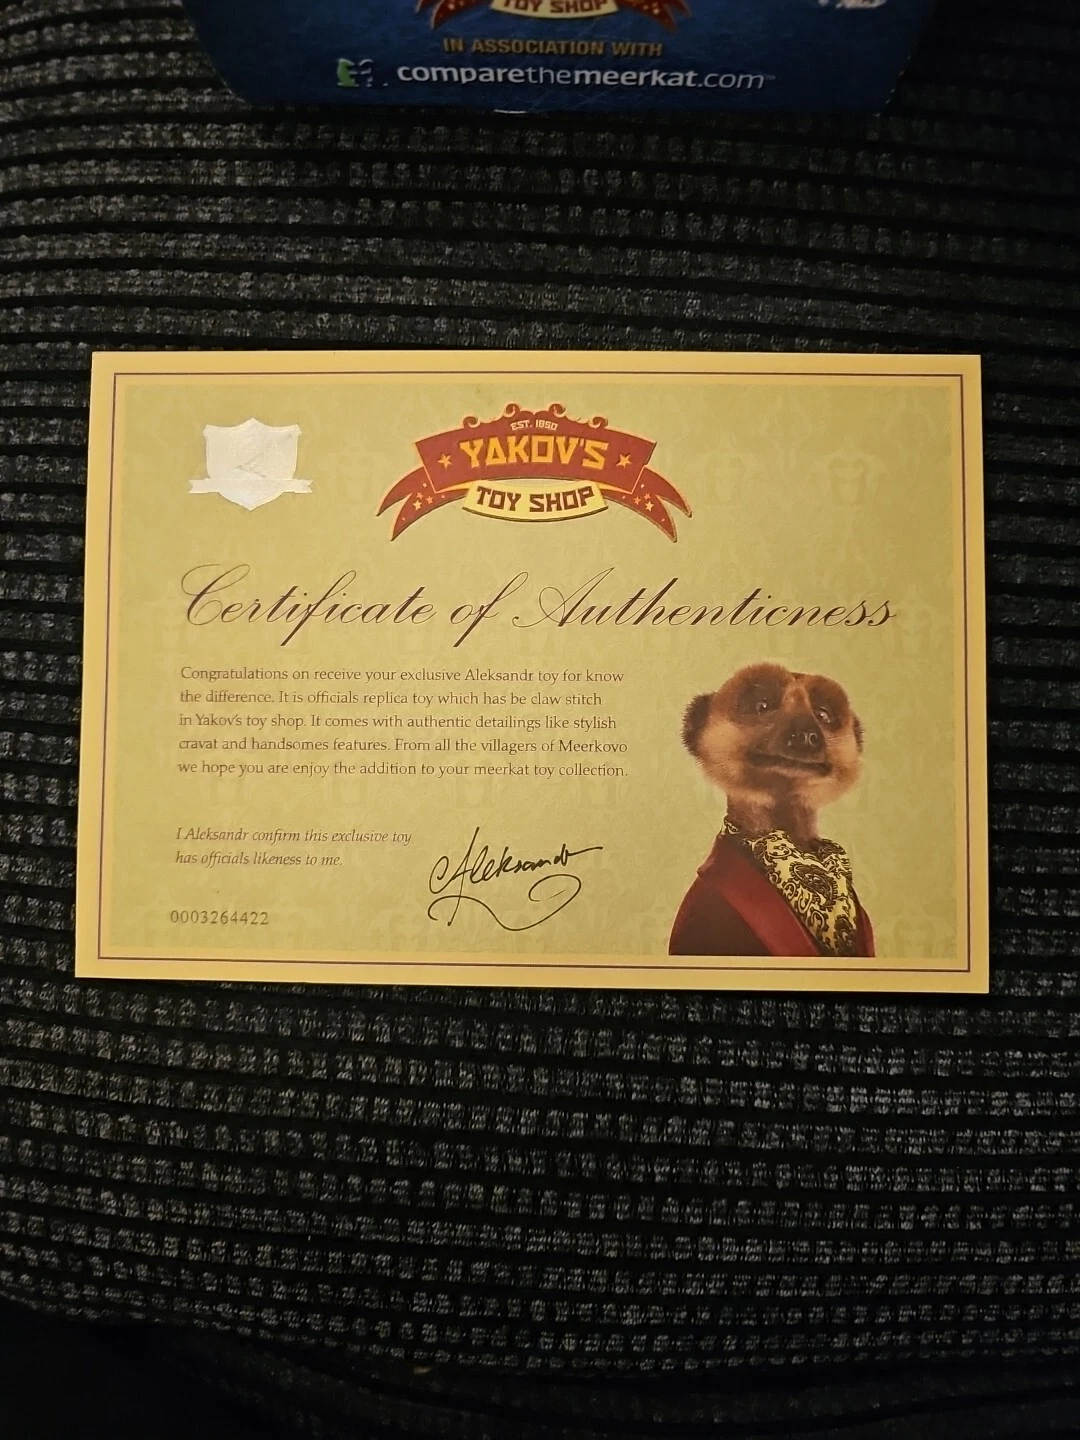 TOY SHOP
IN ASSOCIATION WITH
comparethemeerkat.com™
EST. 1850
YAKOV'S
TOY SHOP
Certificate of Authenticness
Congratulations on receive your exclusive Aleksandr toy for know
the difference. It is officials replica toy which has be claw stitch
in Yakov's toy shop. It comes with authentic detailings like stylish
cravat and handsomes features. From all the villagers of Meerkovo
we hope you are enjoy the addition to your meerkat toy collection.
I Aleksandr confirm this exclusive toy
has officials likeness to me.
Aleksandr
0003264422